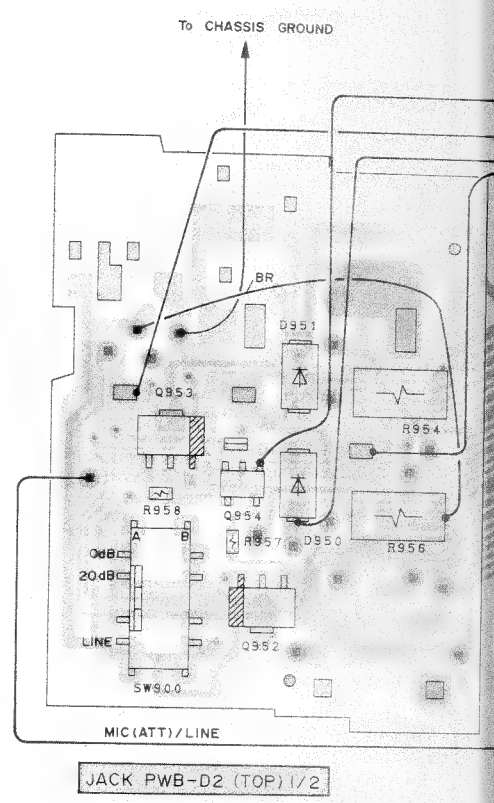 To CHASSIS GROUND
BR
D951
Q953
R954
R958
Q954
R957
D950
R956
A B
0dB
20dB
LINE
Q952
SW900
MIC(ATT)/LINE
JACK PWB-D2 (TOP) 1/2